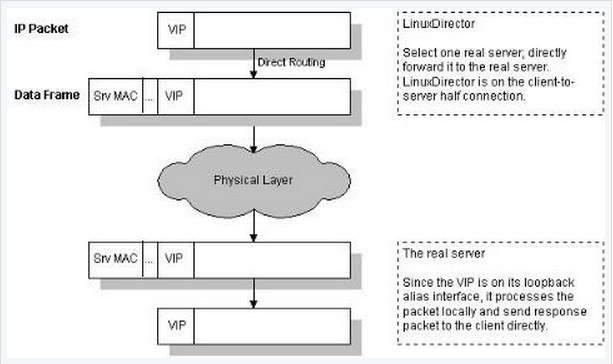 IP Packet
VIP
Direct Routing
LinuxDirector
Select one real server; directly
forward it to the real server.
LinuxDirector is on the client-to-
server half connection.
Data Frame
Srv MAC ... VIP
Physical Layer
Srv MAC ... VIP
The real server
Since the VIP is on its loopback
alias interface, it processes the
packet locally and send response
packet to the client directly.
VIP